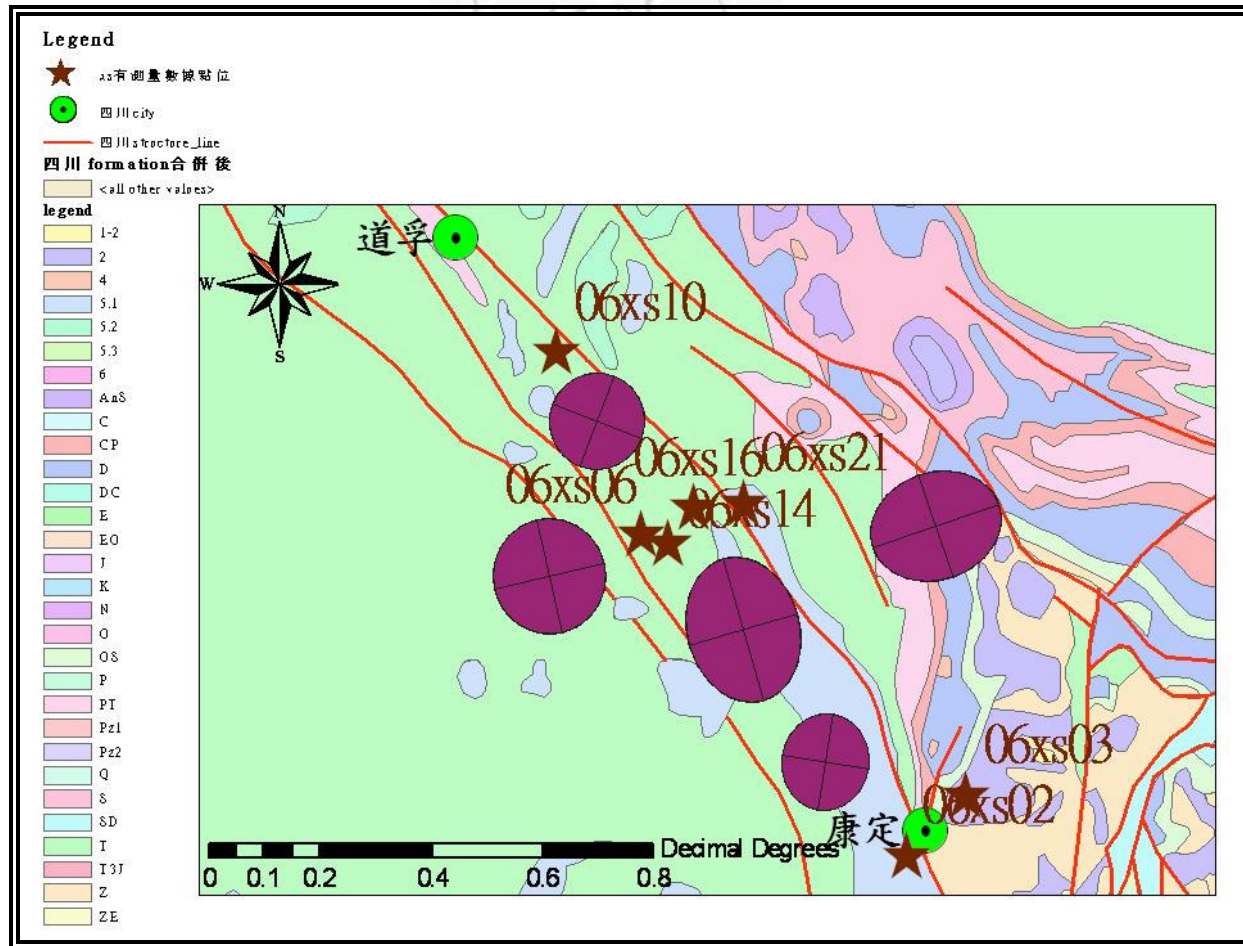 Legend
as有測量數據點位
四川city
四川structore_line
四川 formation合併後
<all other values>
legend
1-2
2
4
5.1
5.2
5.3
6
AnS
C
CP
D
DC
E
EO
J
K
N
O
OS
P
PT
Pz1
Pz2
Q
S
SD
T
T3J
Z
ZE
N
W
S
道孚
06xs10
06xs16
06xs21
06xs06
06xs14
06xs03
06xs02
康定
Decimal Degrees
0 0.1 0.2 0.4 0.6 0.8